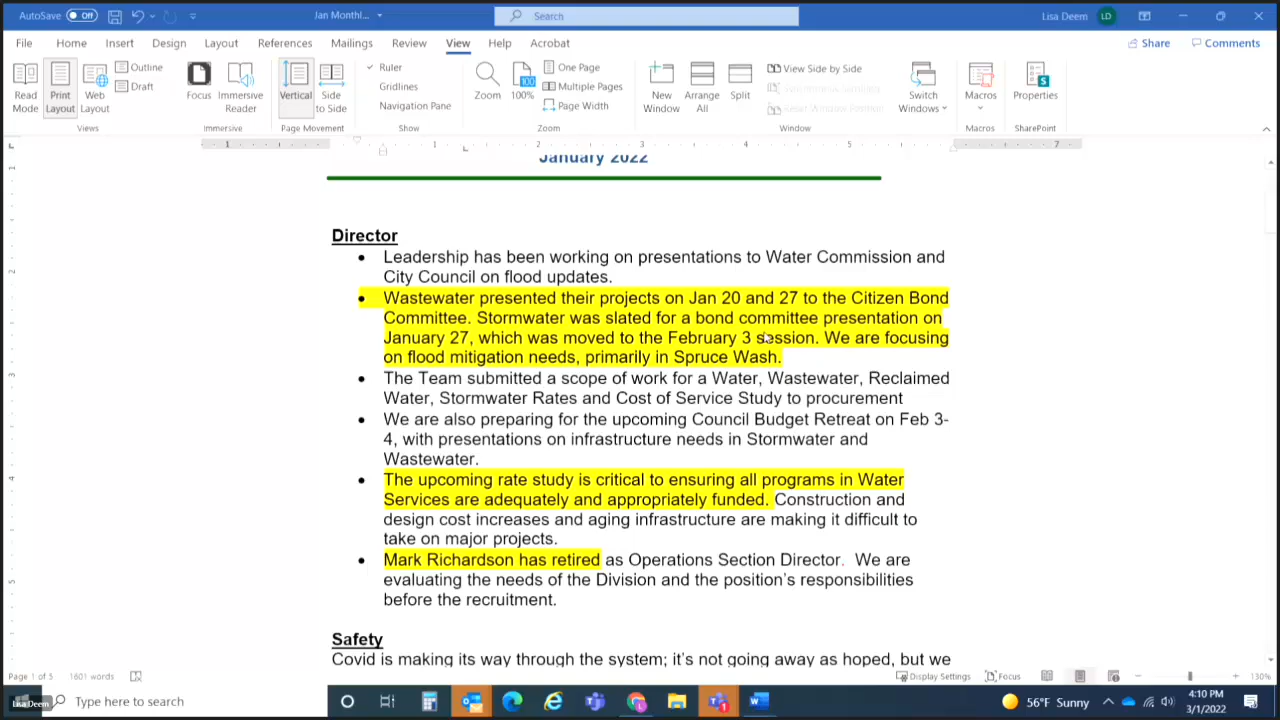 AutoSave Off Jan Monthl... Search Lisa Deem LD
File Home Insert Design Layout References Mailings Review View Help Acrobat Share Comments
Read Mode
Print Layout
Web Layout
Outline
Draft
Views
Focus
Immersive Reader
Immersive
Vertical
Side to Side
Page Movement
Ruler
Gridlines
Navigation Pane
Show
Zoom
100
100%
One Page
Multiple Pages
Page Width
Zoom
New Window
Arrange All
Split
View Side by Side
Window
Switch Windows
Macros
Macros
Properties
SharePoint
1 1 2 3 4 5 7
January 2022
Director
• Leadership has been working on presentations to Water Commission and
City Council on flood updates.
• Wastewater presented their projects on Jan 20 and 27 to the Citizen Bond
Committee. Stormwater was slated for a bond committee presentation on
January 27, which was moved to the February 3 session. We are focusing
on flood mitigation needs, primarily in Spruce Wash.
• The Team submitted a scope of work for a Water, Wastewater, Reclaimed
Water, Stormwater Rates and Cost of Service Study to procurement
• We are also preparing for the upcoming Council Budget Retreat on Feb 3-
4, with presentations on infrastructure needs in Stormwater and
Wastewater.
• The upcoming rate study is critical to ensuring all programs in Water
Services are adequately and appropriately funded. Construction and
design cost increases and aging infrastructure are making it difficult to
take on major projects.
• Mark Richardson has retired as Operations Section Director. We are
evaluating the needs of the Division and the position's responsibilities
before the recruitment.
Safety
Covid is making its way through the system; it's not going away as hoped, but we
Page 1 of 5 1601 words Display Settings Focus 130%
Lisa Deem Type here to search 56°F Sunny 4:10 PM
3/1/2022